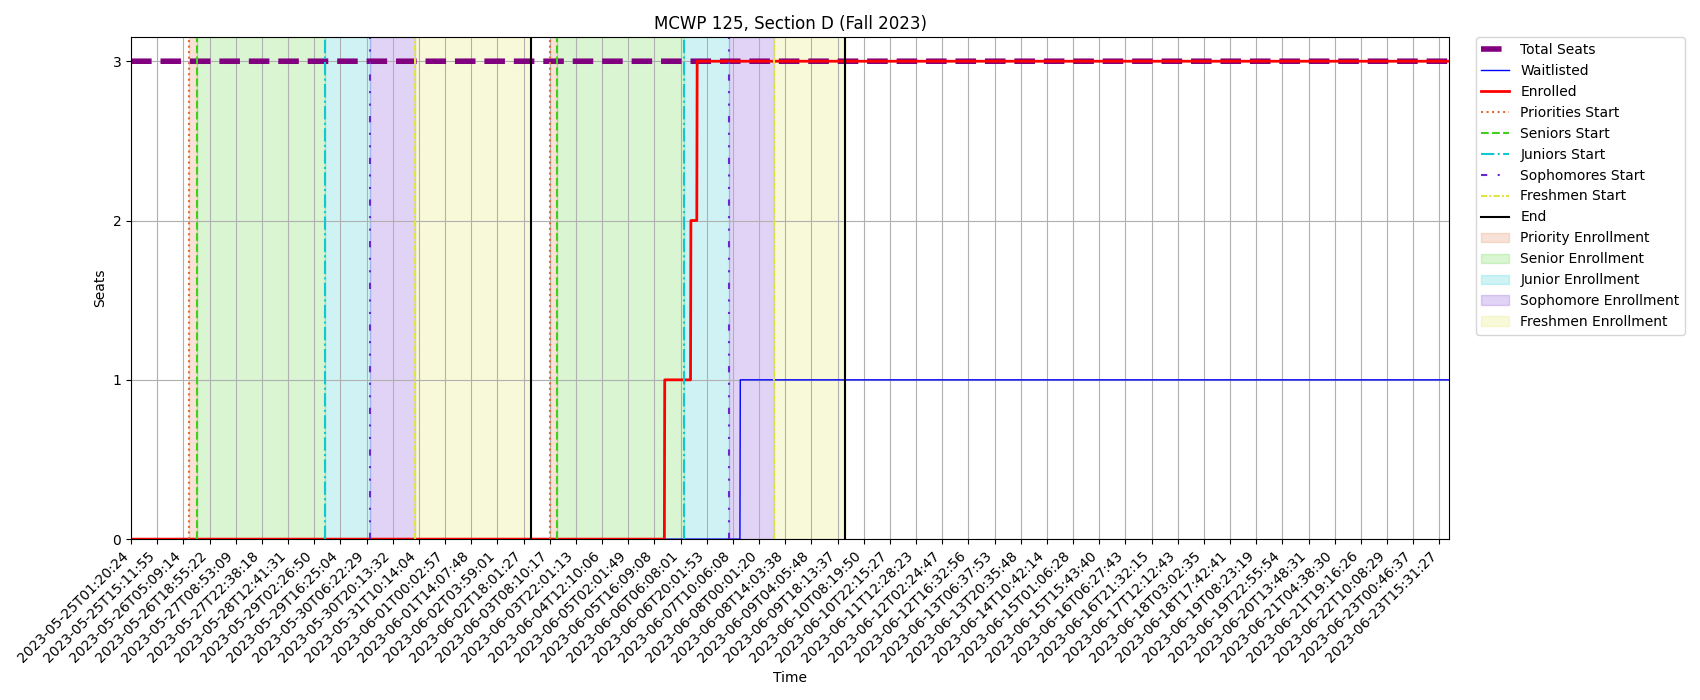 MCWP 125, Section D (Fall 2023)
Total Seats
Waitlisted
Enrolled
Priorities Start
Seniors Start
Juniors Start
Sophomores Start
Freshmen Start
End
Priority Enrollment
Senior Enrollment
Junior Enrollment
Sophomore Enrollment
Freshmen Enrollment
Seats
3
2
1
0
2023-05-25T01:20:24
2023-05-25T15:11:55
2023-05-26T05:09:14
2023-05-26T18:55:22
2023-05-27T08:53:09
2023-05-27T22:38:18
2023-05-28T12:41:31
2023-05-29T02:26:50
2023-05-29T16:25:04
2023-05-30T06:22:29
2023-05-30T20:13:32
2023-05-31T10:14:04
2023-06-01T00:02:57
2023-06-01T14:07:48
2023-06-02T03:59:01
2023-06-02T18:01:27
2023-06-03T08:10:17
2023-06-03T22:01:13
2023-06-04T12:10:06
2023-06-05T02:01:49
2023-06-05T16:09:08
2023-06-06T06:08:01
2023-06-06T20:01:53
2023-06-07T10:06:08
2023-06-08T00:01:20
2023-06-08T14:03:38
2023-06-09T04:05:48
2023-06-09T18:13:37
2023-06-10T08:19:50
2023-06-10T22:15:27
2023-06-11T12:28:23
2023-06-12T02:24:47
2023-06-12T16:32:56
2023-06-13T06:37:53
2023-06-13T20:35:48
2023-06-14T10:42:14
2023-06-15T01:06:28
2023-06-15T15:43:40
2023-06-16T06:27:43
2023-06-16T21:32:15
2023-06-17T12:12:43
2023-06-18T03:02:35
2023-06-18T17:42:41
2023-06-19T08:23:19
2023-06-19T22:55:54
2023-06-20T13:48:31
2023-06-21T04:38:30
2023-06-21T19:16:26
2023-06-22T10:08:29
2023-06-23T00:46:37
2023-06-23T15:31:27
Time